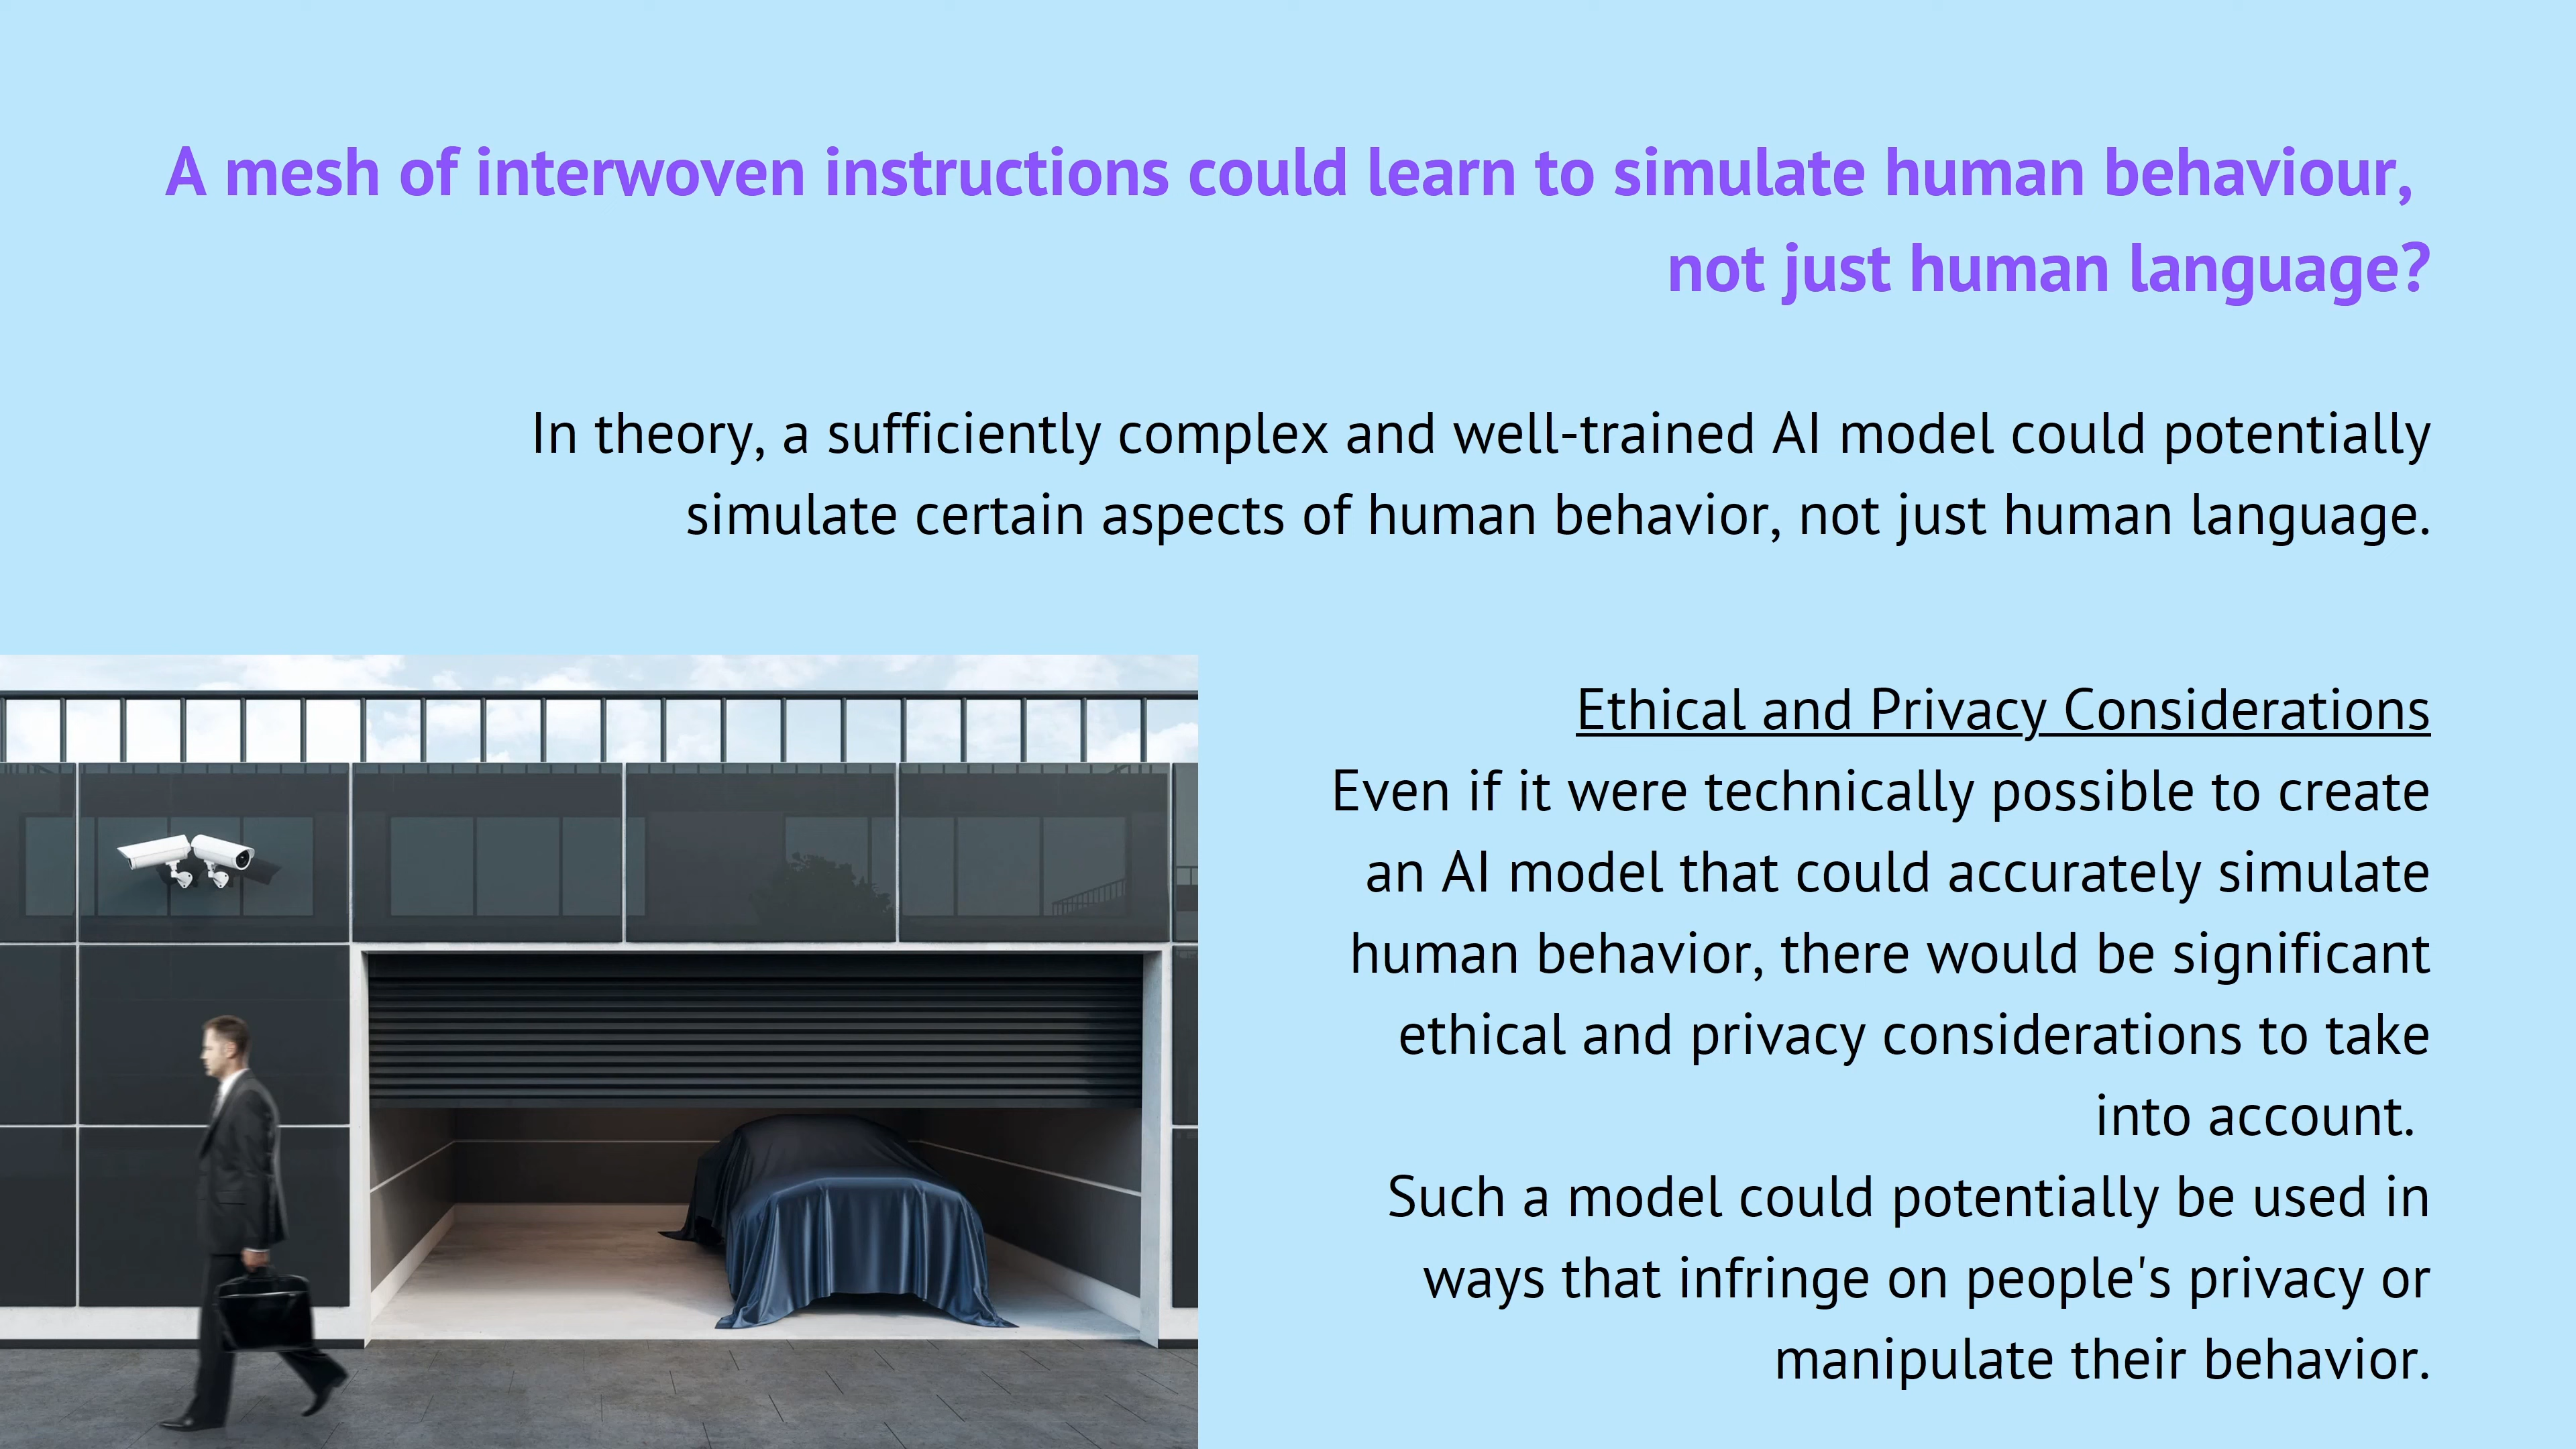 A mesh of interwoven instructions could learn to simulate human behaviour,
not just human language?
In theory, a sufficiently complex and well-trained AI model could potentially
simulate certain aspects of human behavior, not just human language.
Ethical and Privacy Considerations
Even if it were technically possible to create
an AI model that could accurately simulate
human behavior, there would be significant
ethical and privacy considerations to take
into account.
Such a model could potentially be used in
ways that infringe on people's privacy or
manipulate their behavior.